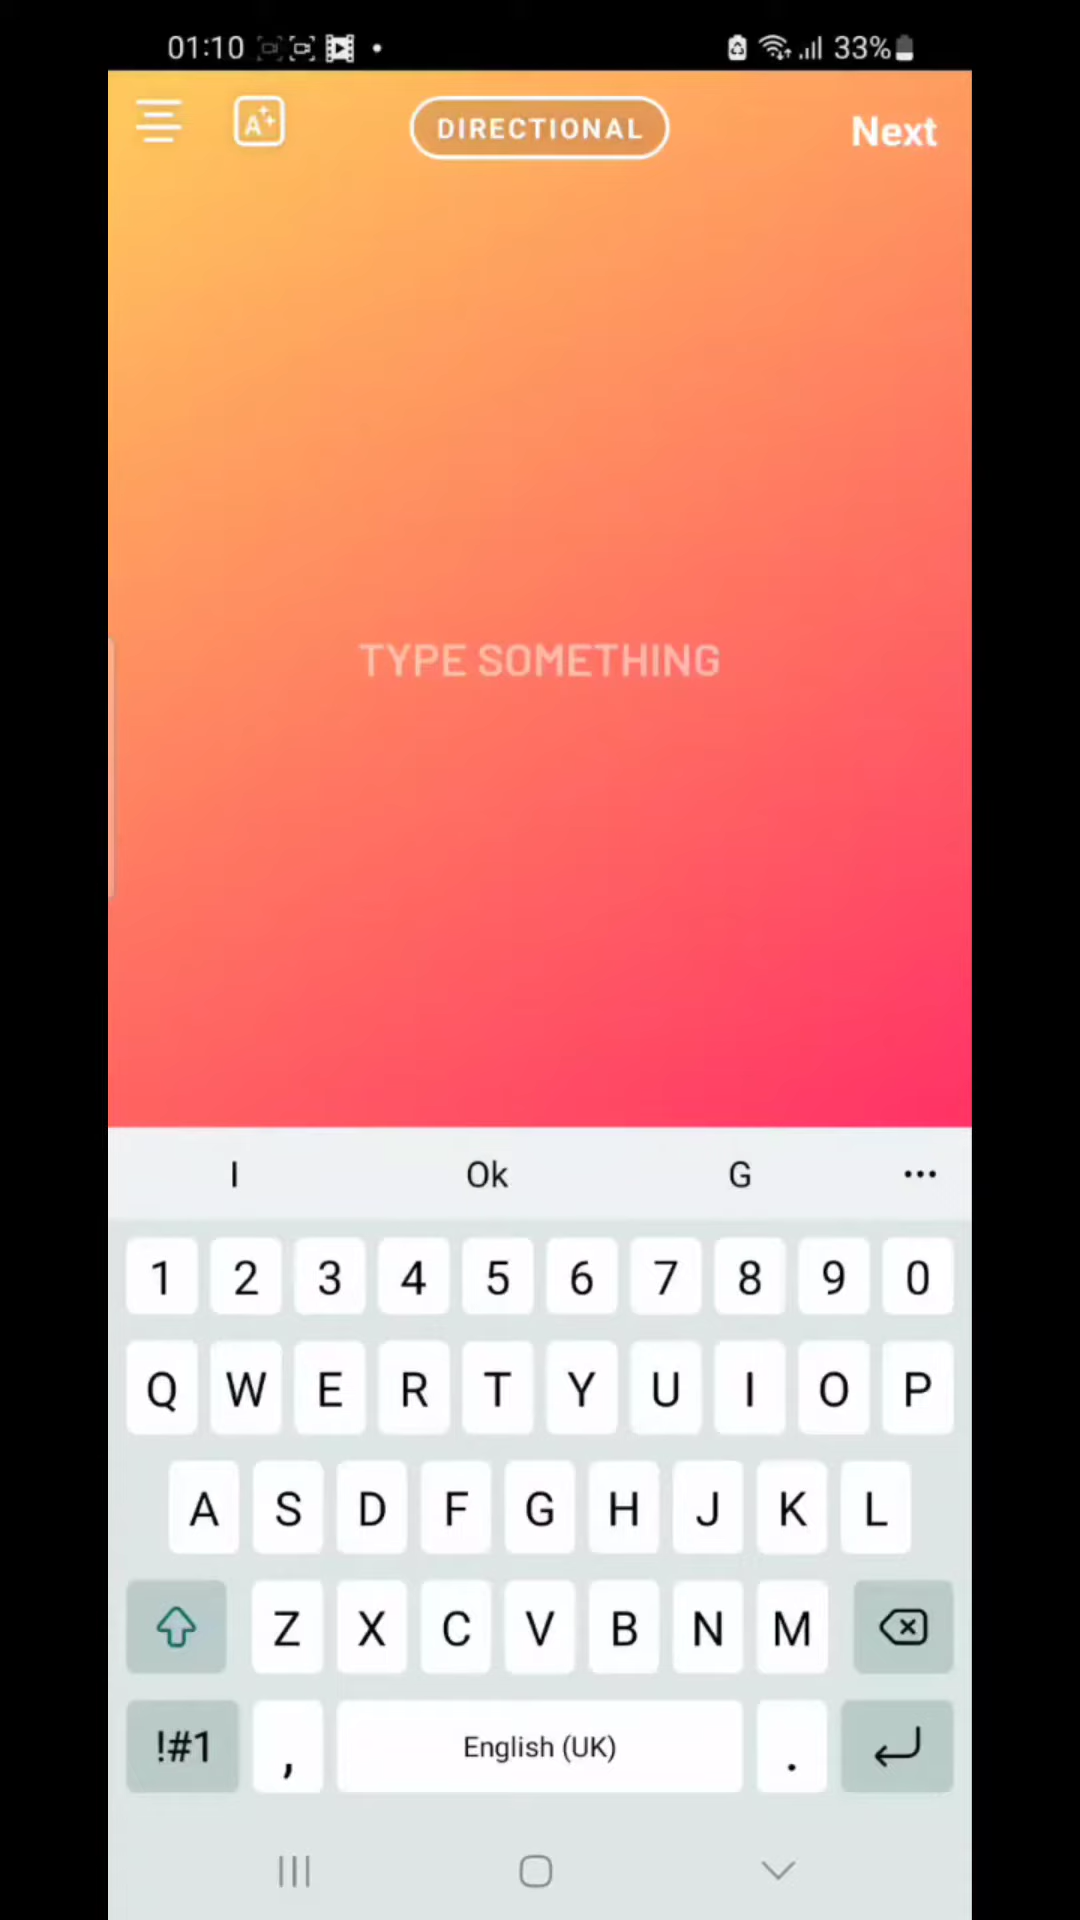 01:10 33%
DIRECTIONAL Next
TYPE SOMETHING
I Ok G
1 2 3 4 5 6 7 8 9 0
Q W E R T Y U I O P
A S D F G H J K L
Z X C V B N M
!#1 , English (UK) .